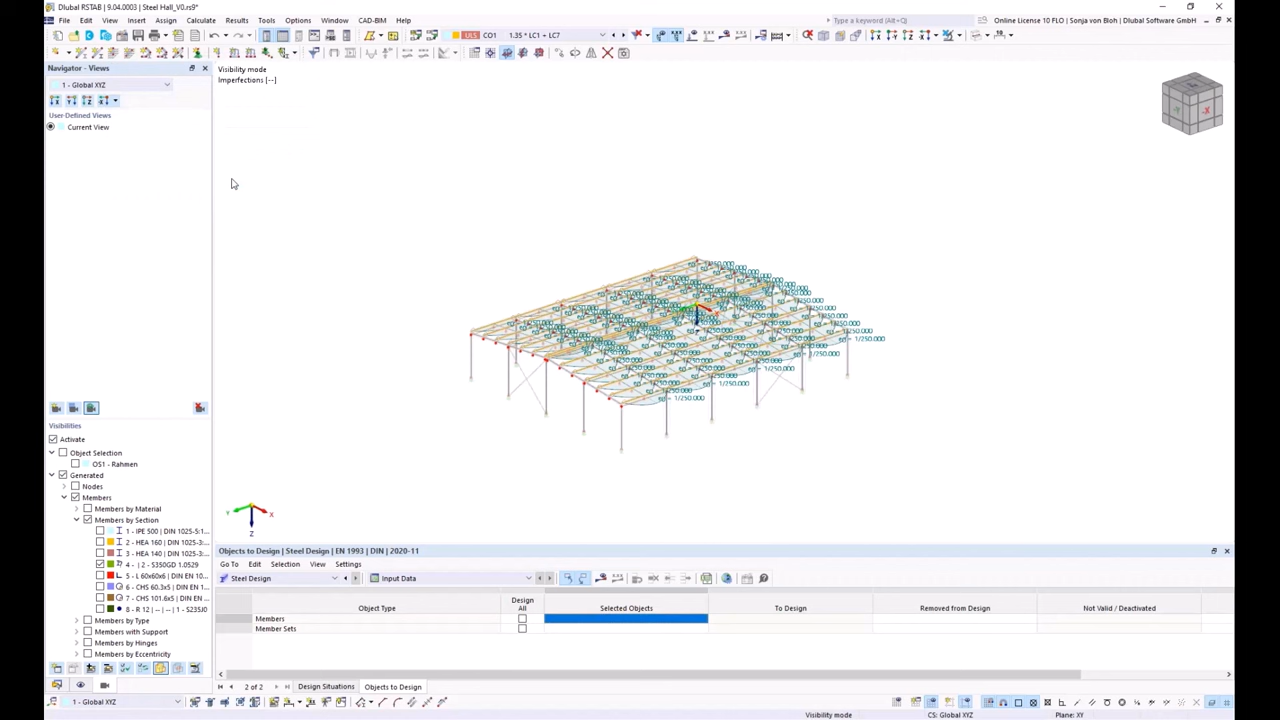 Dlubal RSTAB | 9.04.0003 | Steel Hall_V0.rs9*
File Edit View Insert Assign Calculate Results Tools Options Window CAD-BIM Help
Type a keyword (Alt+Q)
Online License 10 FLO | Sonja von Bloh | Dlubal Software GmbH
ULS CO1 1.35 * LC1 + LC7
Navigator - Views
1 - Global XYZ
User-Defined Views
Current View
Visibility mode
Imperfections [--]
-Y -X
1/250.000
Y X
Z
Visibilities
Activate
Object Selection
OS1 - Rahmen
Generated
Nodes
Members
Members by Material
Members by Section
1 - IPE 500 | DIN 1025-5:1...
2 - HEA 160 | DIN 1025-3:...
3 - HEA 140 | DIN 1025-3:...
4 - | 2 - S350GD 1.0529
5 - L 60x60x6 | DIN EN 10...
6 - CHS 60.3x5 | DIN EN 1...
7 - CHS 101.6x5 | DIN EN ...
8 - R 12 | -- | -- | 1 - S235J0
Members by Type
Members with Support
Members by Hinges
Members by Eccentricity
Objects to Design | Steel Design | EN 1993 | DIN | 2020-11
Go To Edit Selection View Settings
Steel Design Input Data
Object Type Design All Selected Objects To Design Removed from Design Not Valid / Deactivated
Members
Member Sets
2 of 2 Design Situations Objects to Design
1 - Global XYZ
Visibility mode CS: Global XYZ Plane: XY